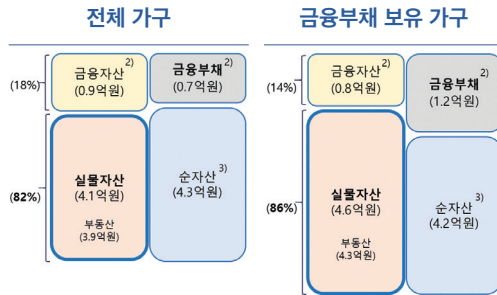 전체 가구
(18%)
금융자산2)
(0.9억원)
금융부채2)
(0.7억원)
(82%)
실물자산
(4.1억원)
부동산
(3.9억원)
순자산3)
(4.3억원)
금융부채 보유 가구
(14%)
금융자산2)
(0.8억원)
금융부채2)
(1.2억원)
(86%)
실물자산
(4.6억원)
부동산
(4.3억원)
순자산3)
(4.2억원)